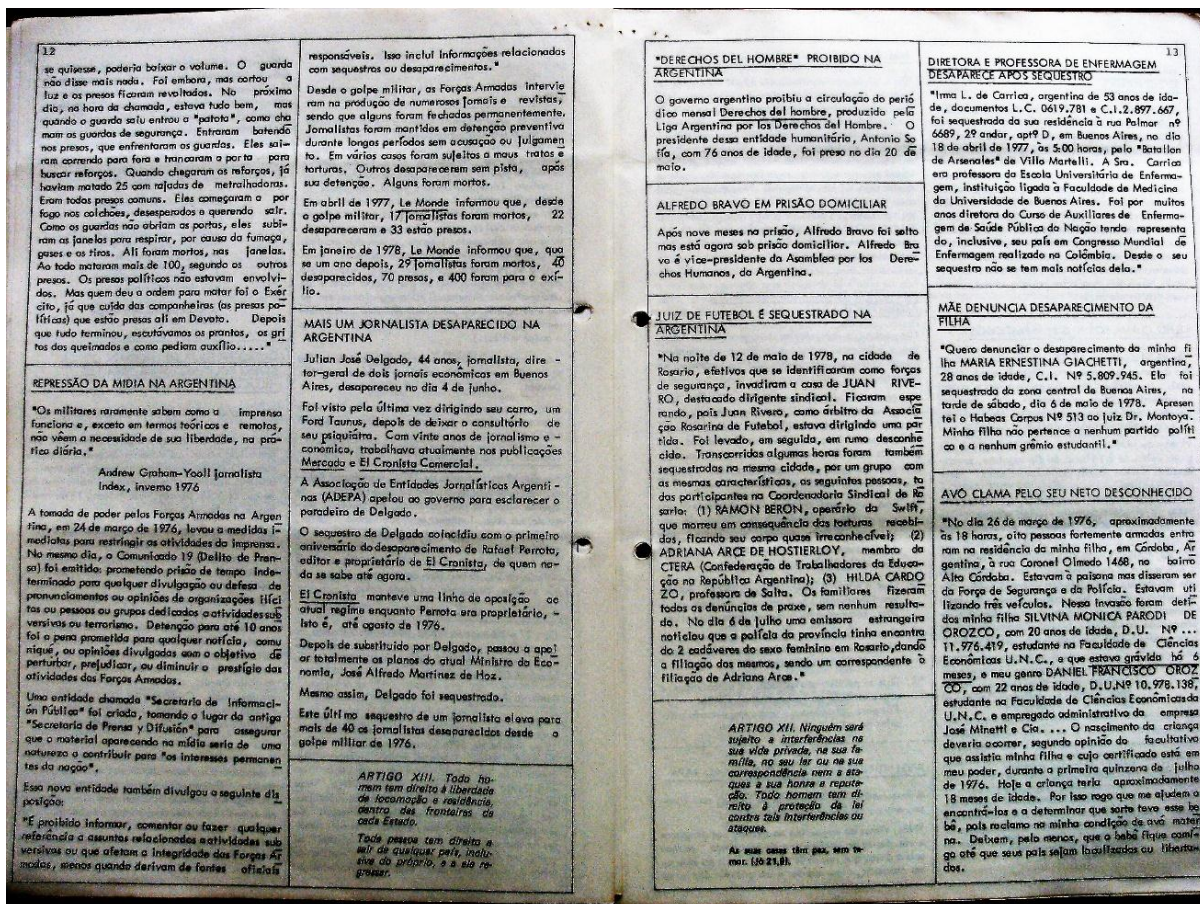 12
se quisesse, poderia baixar o volume. O guarda
não disse mais nada. Foi embora, mas cortou a
luz e os presos ficaram revoltados. No próximo
dia, na hora da chamada, estava tudo bem, mas
quando o guarda saiu entrou a "patota", como cha
mam os guardas de segurança. Entraram batendo
nos presos, que enfrentaram os guardas. Eles sai-
ram correndo para fora e trancaram a porta para
buscar reforços. Quando chegaram os reforços, já
haviam matado 25 com rajadas de metralhadoras.
Eram todos presos comuns. Eles começaram a por
fogo nos colchões, desesperados e querendo sair.
Como os guardas não abriam as portas, eles subi-
ram as janelas para respirar, por causa da fumaça,
gases e os tiros. Ali foram mortos, nas janelas.
Ao todo mataram mais de 100, segundo os outros
presos. Os presos políticos não estavam envolvi-
dos. Mas quem deu a ordem para matar foi o Exér
cito, já que cuida das companheiras (as presas po-
líticas) que estão presas ali em Devoto. Depois
que tudo terminou, escutávamos os prantos, os gri
tos dos queimados e como pediam auxílio....."
REPRESSÃO DA MIDIA NA ARGENTINA
"Os militares raramente sabem como a imprensa
funciona e, exceto em termos teóricos e remotos,
não vêem a necessidade de sua liberdade, na prá-
tica diária."
Andrew Graham-Yooll jornalista
Index, inverno 1976
A tomada de poder pelas Forças Armadas na Argen
tina, em 24 de março de 1976, levou a medidas i-
mediatas para restringir as atividades da imprensa.
No mesmo dia, o Comunicado 19 (Delito de Pren-
sa) foi emitido: prometendo prisão de tempo inde-
terminado para qualquer divulgação ou defesa de
pronunciamentos ou opiniões de organizações ilíci
tas ou pessoas ou grupos dedicados a atividades sub
versivas ou terrorismo. Detenção para até 10 anos
foi a pena prometida para qualquer notícia, comu
niqué, ou opiniões divulgadas com o objetivo de
perturbar, prejudicar, ou diminuir o prestígio das
atividades das Forças Armadas.
Uma entidade chamada "Secretaria de Informaci-
ón Pública" foi criada, tomando o lugar da antiga
"Secretaria de Prensa y Difusión" para assegurar
que o material aparecendo na mídia seria de uma
natureza a contribuir para "os interesses permanen
tes da nação".
Essa nova entidade também divulgou a seguinte dis
posição:
"É proibido informar, comentar ou fazer qualquer
referência a assuntos relacionados a atividades sub
versivas ou que afetam a integridade das Forças Ar
madas, menos quando derivam de fontes oficiais
responsáveis. Isso inclui informações relacionadas
com sequestros ou desaparecimentos."
Desde o golpe militar, as Forças Armadas intervie
ram na produção de numerosos jornais e revistas,
sendo que alguns foram fechados permanentemente.
Jornalistas foram mantidos em detenção preventiva
durante longos períodos sem acusação ou julgamen
to. Em vários casos foram sujeitos a maus tratos e
torturas. Outros desapareceram sem pista, após
sua detenção. Alguns foram mortos.
Em abril de 1977, Le Monde informou que, desde
o golpe militar, 17 jornalistas foram mortos, 22
desapareceram e 33 estão presos.
Em janeiro de 1978, Le Monde informou que, qua
se um ano depois, 29 jornalistas foram mortos, 40
desaparecidos, 70 presos, e 400 foram para o exí-
lio.
MAIS UM JORNALISTA DESAPARECIDO NA
ARGENTINA
Julian José Delgado, 44 anos, jornalista, dire -
tor-geral de dois jornais econômicos em Buenos
Aires, desapareceu no dia 4 de junho.
Foi visto pela última vez dirigindo seu carro, um
Ford Taunus, depois de deixar o consultório de
seu psiquiatra. Com vinte anos de jornalismo e -
conômico, trabalhava atualmente nos publicações
Mercado e El Cronista Comercial.
A Associação de Entidades Jornalísticas Argenti -
nas (ADEPA) apelou ao governo para esclarecer o
paradeiro de Delgado.
O sequestro de Delgado coincidiu com o primeiro
aniversário do desaparecimento de Rafael Perrota,
editor e proprietário de El Cronista, de quem na-
da se sabe até agora.
El Cronista manteve uma linha de oposição ao
atual regime enquanto Perrota era proprietário, -
isto é, até agosto de 1976.
Depois de substituído por Delgado, passou a apoi
ar totalmente os planos do atual Ministro da Eco-
nomia, José Alfredo Martinez de Hoz.
Mesmo assim, Delgado foi sequestrado.
Este último sequestro de um jornalista eleva para
mais de 40 os jornalistas desaparecidos desde o
golpe militar de 1976.
ARTIGO XIII. Todo ho-
mem tem direito à liberdade
de locomoção e residência,
dentro das fronteiras de
cada Estado.
Toda pessoa tem direito a
sair de qualquer país, inclu-
sive do próprio, e a ele re-
gressar.
13
"DERECHOS DEL HOMBRE" PROIBIDO NA
ARGENTINA
O governo argentino proibiu a circulação do perió
dico mensal Derechos del hombre, produzido pela
Liga Argentina por los Derechos del Hombre. O
presidente dessa entidade humanitária, Antonio So
fía, com 76 anos de idade, foi preso no dia 20 de
maio.
ALFREDO BRAVO EM PRISÃO DOMICILIAR
Após nove meses na prisão, Alfredo Bravo foi solto
mas está agora sob prisão domiciliar. Alfredo Bra
vo é vice-presidente da Asamblea por los Dere-
chos Humanos, da Argentina.
JUIZ DE FUTEBOL É SEQUESTRADO NA
ARGENTINA
"Na noite de 12 de maio de 1978, na cidade de
Rosario, efetivos que se identificaram como forças
de segurança, invadiram a casa de JUAN RIVE-
RO, destacado dirigente sindical. Ficaram espe
rando, pois Juan Rivero, como árbitro da Associa
ção Rosarina de Futebol, estava dirigindo uma par
tida. Foi levado, em seguida, em rumo desconhe
cido. Transcorridas algumas horas foram também
sequestradas na mesma cidade, por um grupo com
as mesmas características, as seguintes pessoas, to
das participantes na Coordenadoria Sindical de Ro
sario: (1) RAMON BERON, operário da Swift,
que morreu em consequência das torturas recebi-
das, ficando seu corpo quase irreconhecível; (2)
ADRIANA ARCE DE HOSTIERLOY, membro da
CTERA (Confederação de Trabalhadores da Educa-
ção na República Argentina); (3) HILDA CARDO
ZO, professora de Salta. Os familiares fizeram
todas as denúncias de praxe, sem nenhum resulta-
do. No dia 6 de julho uma emissora estrangeira
noticiou que a polícia da província tinha encontra
do 2 cadáveres do sexo feminino em Rosario, dando
a filiação das mesmas, sendo um correspondente à
filiação de Adriana Arce."
ARTIGO XII. Ninguém será
sujeito a interferências na
sua vida privada, na sua fa-
mília, no seu lar ou na sua
correspondência nem a ata-
ques a sua honra e reputa-
ção. Todo homem tem di-
reito à proteção da lei
contra tais interferências ou
ataques.
As suas casas têm paz, sem te-
mor. (Jó 21,9).
DIRETORA E PROFESSORA DE ENFERMAGEM
DESAPARECE APÓS SEQUESTRO
"Irma L. de Carrica, argentina de 53 anos de ida-
de, documentos L.C. 0619.781 e C.I.2.897.667,
foi sequestrada da sua residência à rua Palmar nº
6689, 2º andar, aptº D, em Buenos Aires, no dia
18 de abril de 1977, às 5:00 horas, pelo "Batallon
de Arsenales" de Villa Martelli. A Sra. Carrica
era professora da Escola Universitária de Enferma-
gem, instituição ligada à Faculdade de Medicina
da Universidade de Buenos Aires. Foi por muitos
anos diretora do Curso de Auxiliares de Enferma-
gem de Saúde Pública da Nação tendo representa
do, inclusive, seu país em Congresso Mundial de
Enfermagem realizado na Colômbia. Desde o seu
sequestro não se tem mais notícias dela."
MÃE DENUNCIA DESAPARECIMENTO DA
FILHA
"Quero denunciar o desaparecimento da minha fi
lha MARIA ERNESTINA GIACHETTI, argentina,
28 anos de idade, C.I. Nº 5.809.945. Ela foi
sequestrada da zona central de Buenos Aires, na
tarde de sábado, dia 6 de maio de 1978. Apresen
tei o Habeas Corpus Nº 513 ao Juiz Dr. Montoya.
Minha filha não pertence a nenhum partido políti
co e a nenhum grêmio estudantil."
AVÓ CLAMA PELO SEU NETO DESCONHECIDO
"No dia 26 de março de 1976, aproximadamente
às 18 horas, oito pessoas fortemente armadas entra
ram na residência da minha filha, em Córdoba, Ar
gentina, à rua Coronel Olmedo 1468, no bairro
Alta Córdoba. Estavam à paisana mas disseram ser
da Força de Segurança e da Polícia. Estavam uti
lizando três veículos. Nessa invasão foram deti-
dos minha filha SILVINA MONICA PARODI DE
OROZCO, com 20 anos de idade, D.U. Nº ...
11.976.419, estudante na Faculdade de Ciências
Econômicas U.N.C., e que estava grávida há 6
meses, e meu genro DANIEL FRANCISCO OROZ
CO, com 22 anos de idade, D.U.Nº 10.978.138,
estudante na Faculdade de Ciências Econômicas da
U.N.C. e empregado administrativo da empresa
José Minetti e Cia. ... O nascimento da criança
deveria ocorrer, segundo opinião do facultativo
que assistia minha filha e cujo certificado está em
meu poder, durante a primeira quinzena de julho
de 1976. Hoje a criança teria aproximadamente
18 meses de idade. Por isso rogo que me ajudem a
encontrá-los e a determinar que sorte teve esse be
bê, pois reclamo na minha condição de avó mater
na. Deixem, pelo menos, que o bebê fique comi-
go até que seus pais sejam localizados ou liberta-
dos.